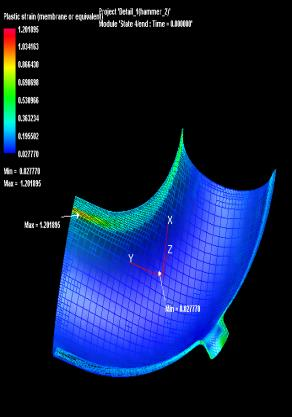 Project 'Detail_1(hammer_2)'
Plastic strain (membrane or equivalent)
Module 'State 4/end : Time = 0.000000'
1.201895
1.034163
0.866430
0.698698
0.530966
0.363234
0.195502
0.027770
Min = 0.027770
Max = 1.201895
Max = 1.201895
X
Y
Z
Min = 0.027770